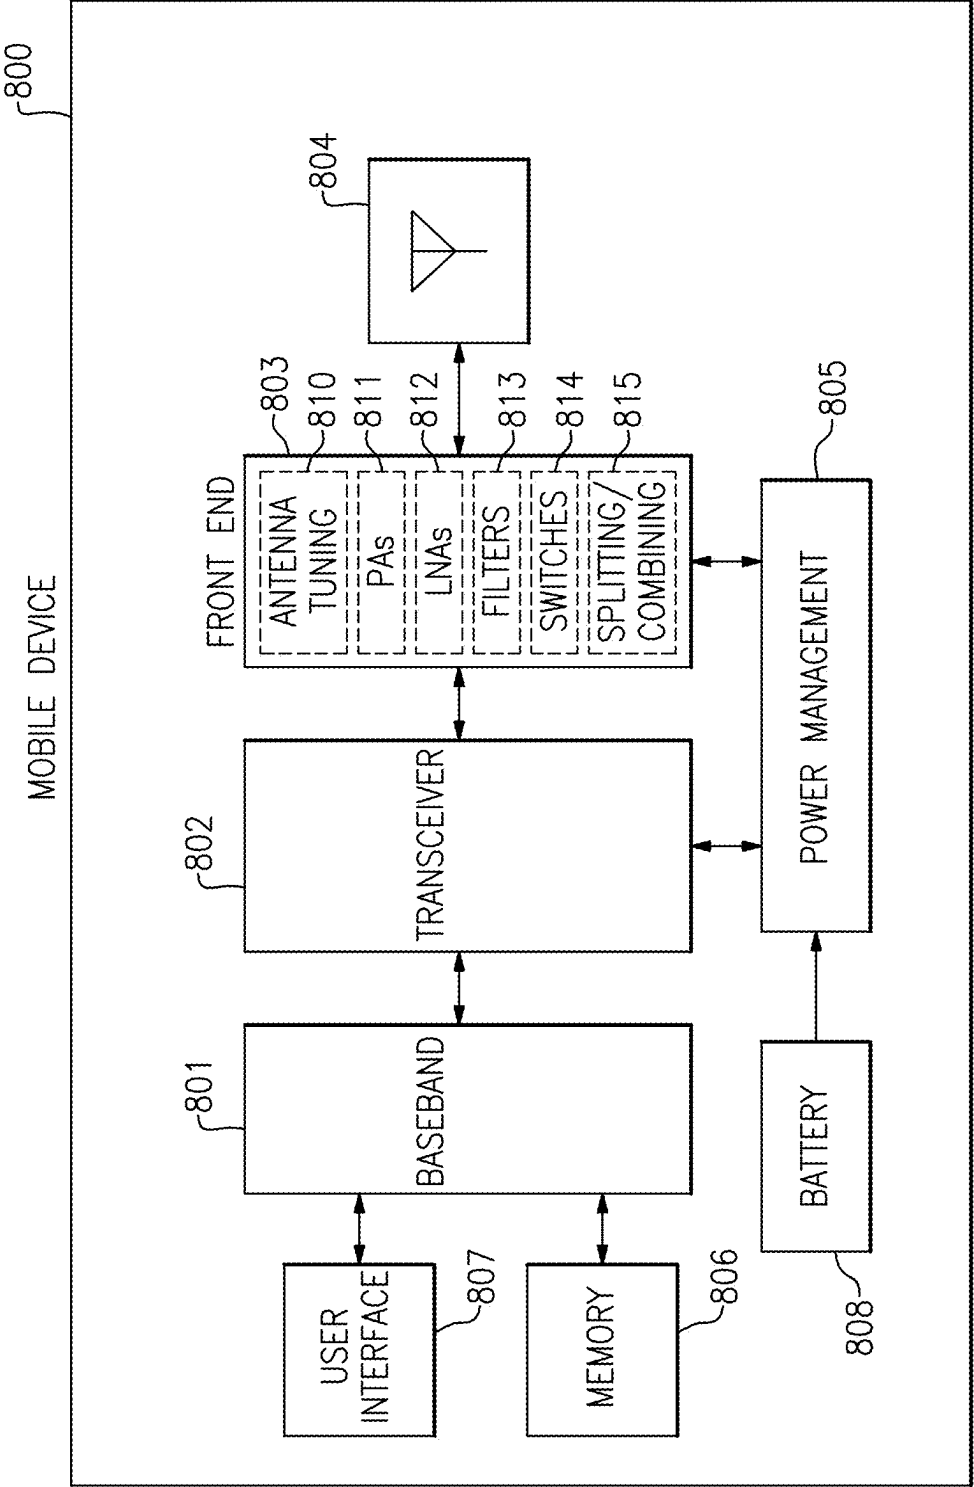 MOBILE DEVICE
800
802
801
FRONT END
803
804
ANTENNA
TUNING
810
PAs
811
LNAs
812
FILTERS
813
SWITCHES
814
SPLITTING/
COMBINING
815
TRANSCEIVER
BASEBAND
USER
INTERFACE
807
MEMORY
806
BATTERY
808
POWER MANAGEMENT
805